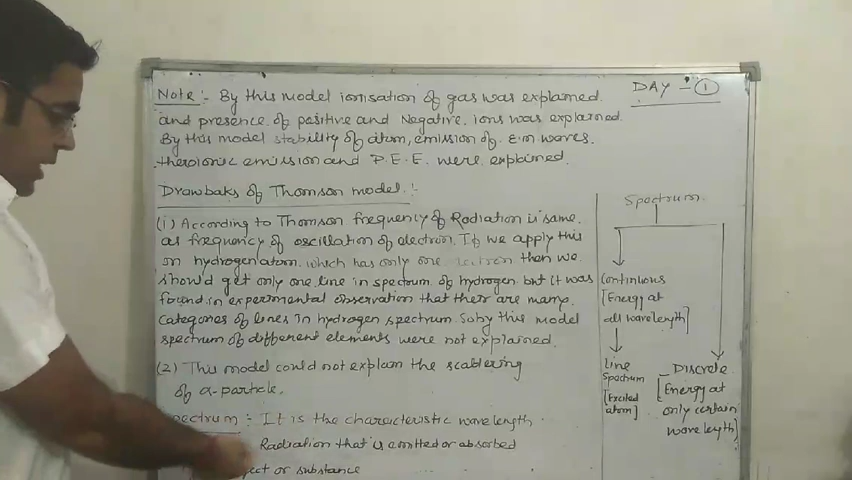 DAY - 1
Note :- By this model ionisation of gas was explained
and presence of positive and Negative ions was explained.
By this model stability of atom, emission of E.m waves.
therоionic emission and P.E.E. were explained.
Drawbaks of Thomson model :-
(1) According to Thomson frequency of Radiation is same
as frequency of oscillation of electron. If we apply this
on hydrogen atom which has only one then we
should get only one line in spectrum of hydrogen but it was
found in experimental observation that there are many
categories of lines in hydrogen spectrum. So by this model
spectrum of different elements were not explained.
(2) This model could not explain the scattering
of α-particle.
Spectrum :- It is the characteristic wavelength
Radiation that is emitted or absorbed
or substance
Spectrum
Continuous
[Energy at
all wavelength]
Line
Spectrum
[Excited
atom]
Discrete
[Energy at
only certain
wavelength]